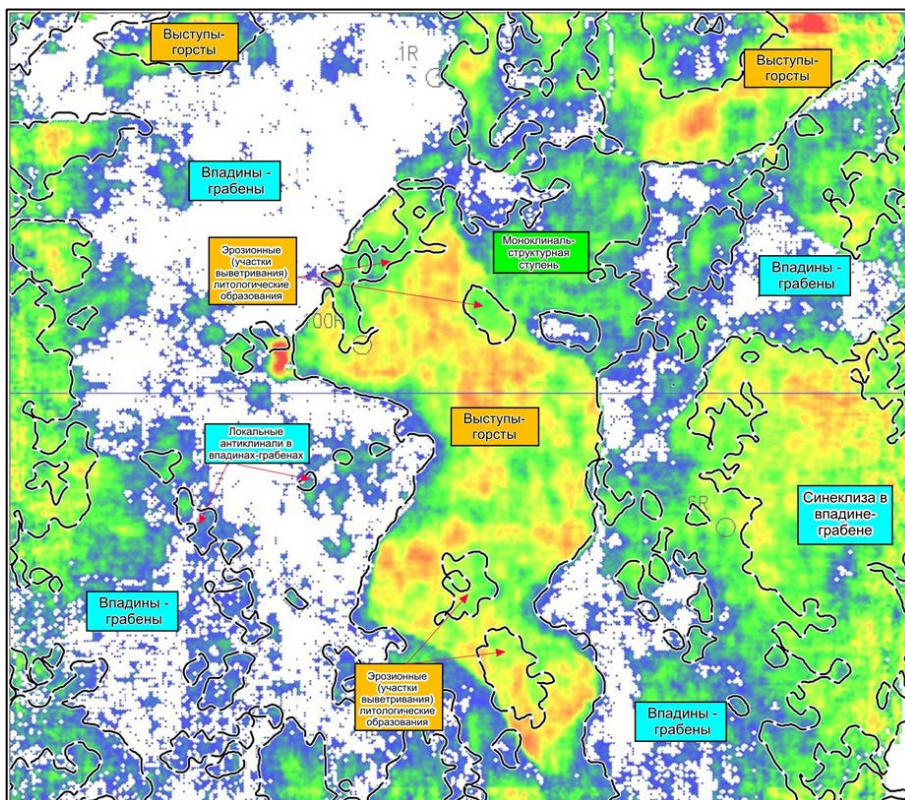 Выступы-
горсты
1R
Выступы-
горсты
Впадины -
грабены
Моноклиналь-
структурная
ступень
Эрозионные
(участки
выветривания)
литологические
образования
Впадины -
грабены
700R
Выступы-
горсты
Локальные
антиклинали в
впадинах-грабенах
6R
Синеклиза в
впадине-
грабене
Впадины -
грабены
Эрозионные
(участки
выветривания)
литологические
образования
Впадины -
грабены